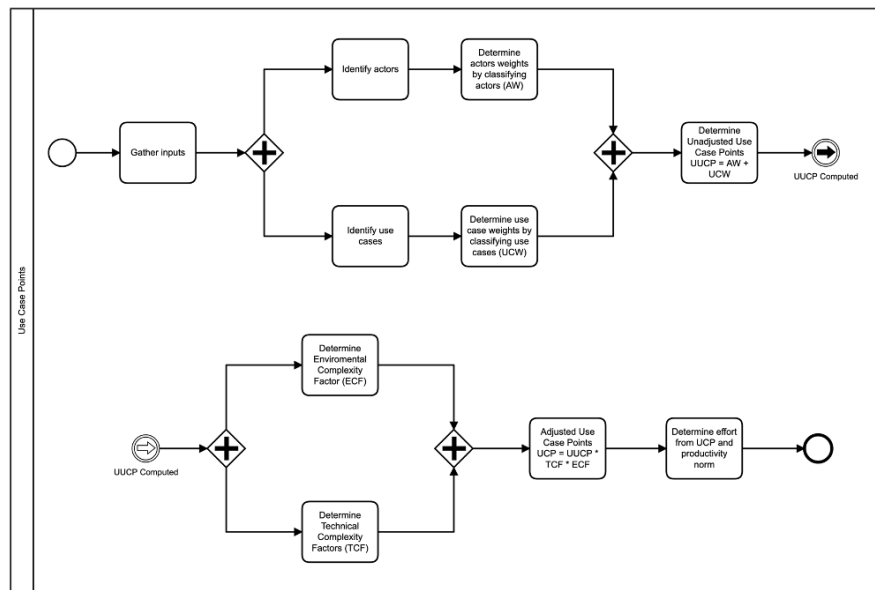 Use Case Points
Gather inputs
Identify actors
Determine
actors weights
by classifying
actors (AW)
Identify use
cases
Determine use
case weights by
classifying use
cases (UCW)
Determine
Unadjusted Use
Case Points
UUCP = AW +
UCW
UUCP Computed
UUCP Computed
Determine
Enviromental
Complexity
Factor (ECF)
Determine
Technical
Complexity
Factors (TCF)
Adjusted Use
Case Points
UCP = UUCP *
TCF * ECF
Determine effort
from UCP and
productivity
norm